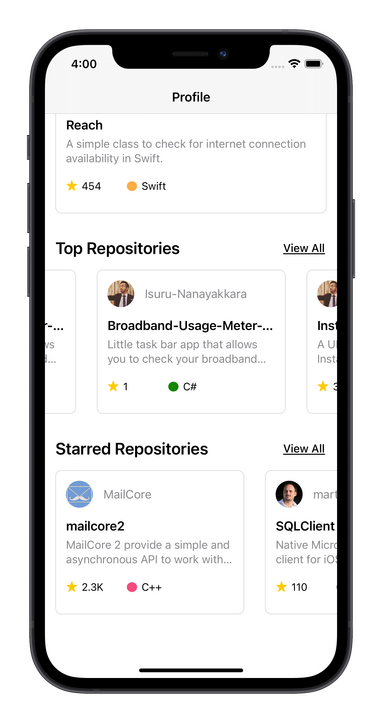 4:00
Profile
Reach
A simple class to check for internet connection
availability in Swift.
454 Swift
Top Repositories View All
Isuru-Nanayakkara
r-... Broadband-Usage-Meter-... Inst
ws Little task bar app that allows A UI
d... you to check your broadband... Insta
1 C# 3
Starred Repositories View All
MailCore mart
mailcore2 SQLClient
MailCore 2 provide a simple and Native Micro
asynchronous API to work with... client for iOS
2.3K C++ 110